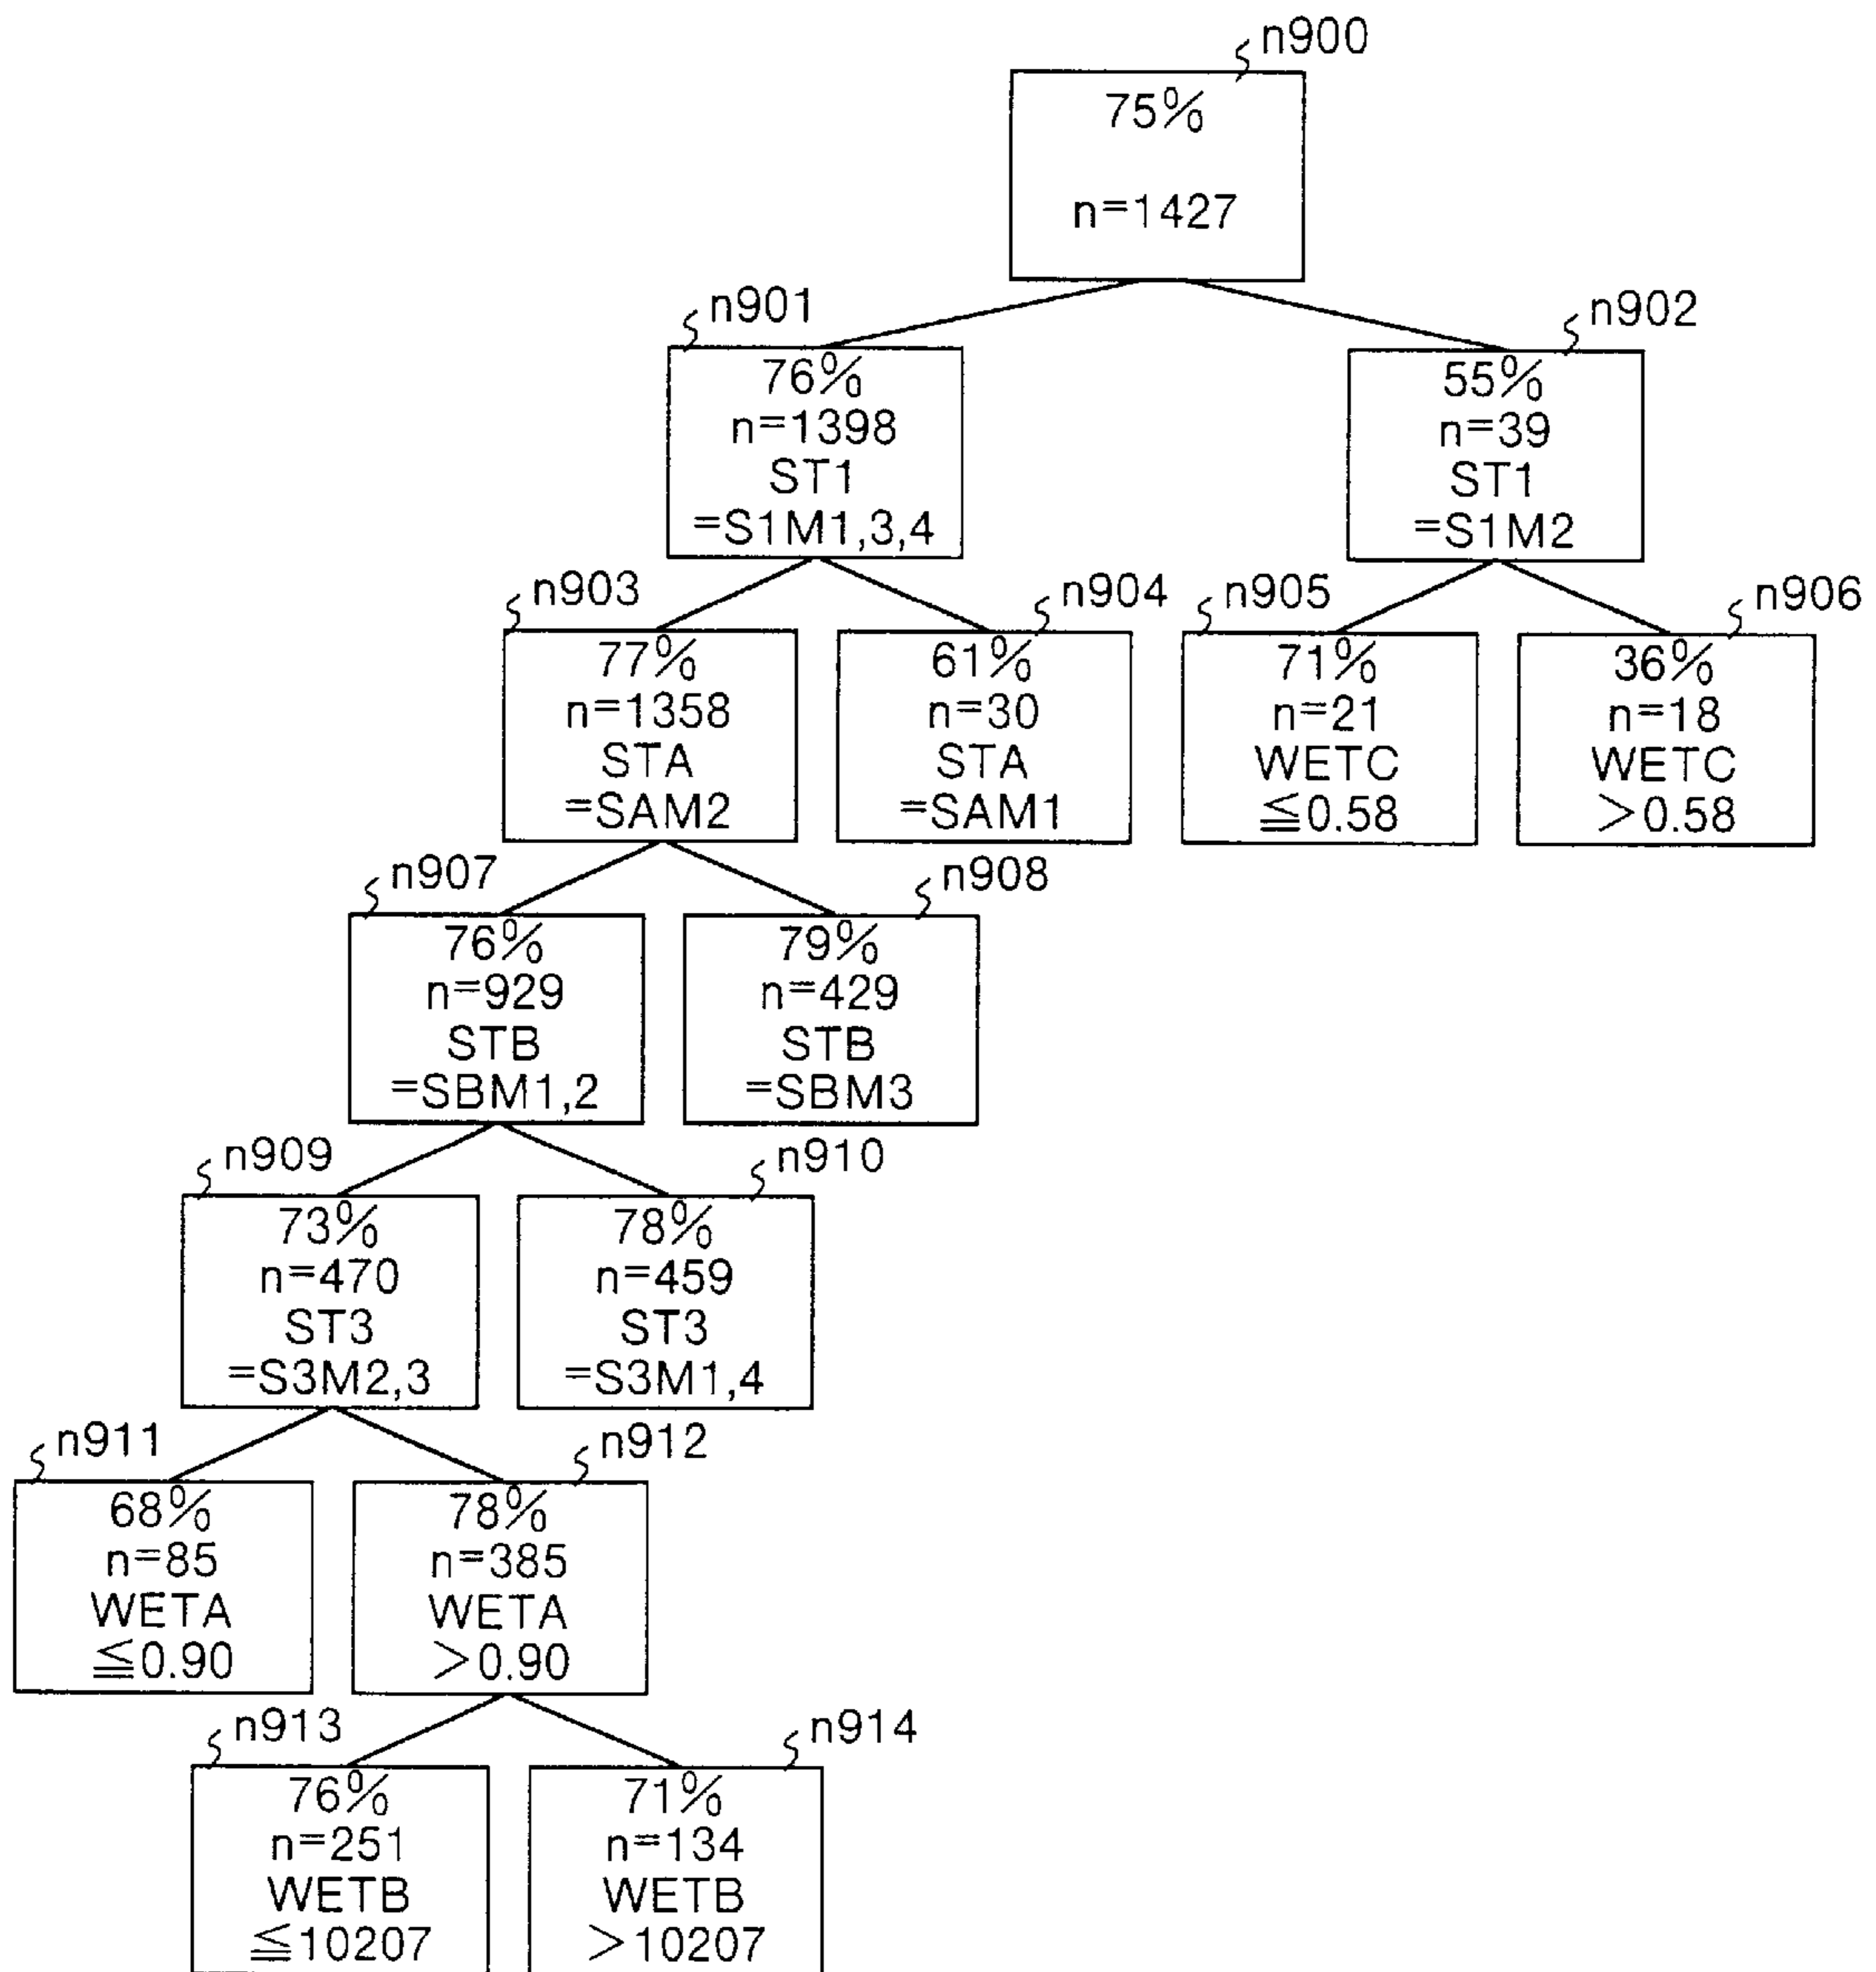 n900
75%
n=1427
n901
76%
n=1398
ST1
=S1M1,3,4
n902
55%
n=39
ST1
=S1M2
n903
77%
n=1358
STA
=SAM2
n904
61%
n=30
STA
=SAM1
n905
71%
n=21
WETC
≦0.58
n906
36%
n=18
WETC
>0.58
n907
76%
n=929
STB
=SBM1,2
n908
79%
n=429
STB
=SBM3
n909
73%
n=470
ST3
=S3M2,3
n910
78%
n=459
ST3
=S3M1,4
n911
68%
n=85
WETA
≦0.90
n912
78%
n=385
WETA
>0.90
n913
76%
n=251
WETB
≦10207
n914
71%
n=134
WETB
>10207